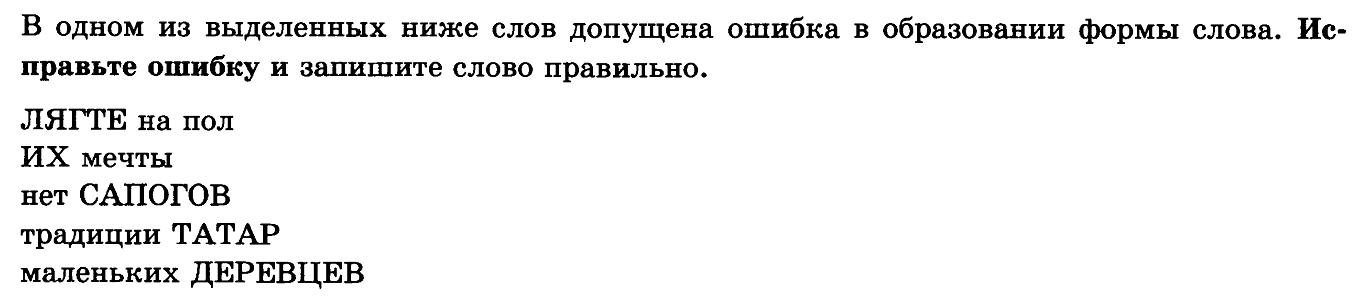 В одном из выделенных ниже слов допущена ошибка в образовании формы слова. Ис-
правьте ошибку и запишите слово правильно.
ЛЯГТЕ на пол
ИХ мечты
нет САПОГОВ
традиции ТАТАР
маленьких ДЕРЕВЦЕВ